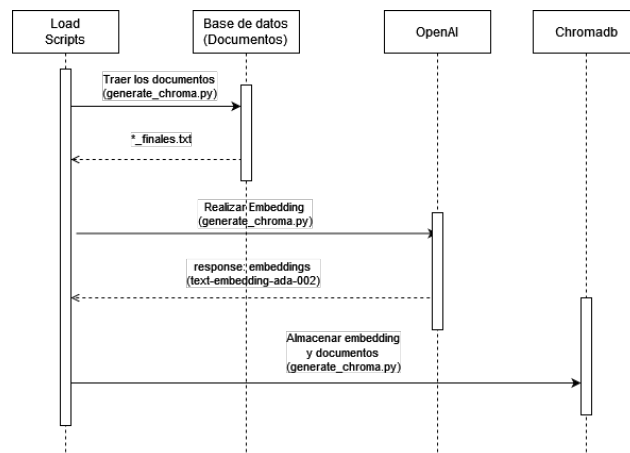 Load
Scripts
Base de datos
(Documentos)
OpenAI
Chromadb
Traer los documentos
(generate_chroma.py)
*_finales.txt
Realizar Embedding
(generate_chroma.py)
response: embeddings
(text-embedding-ada-002)
Almacenar embedding
y documentos
(generate_chroma.py)